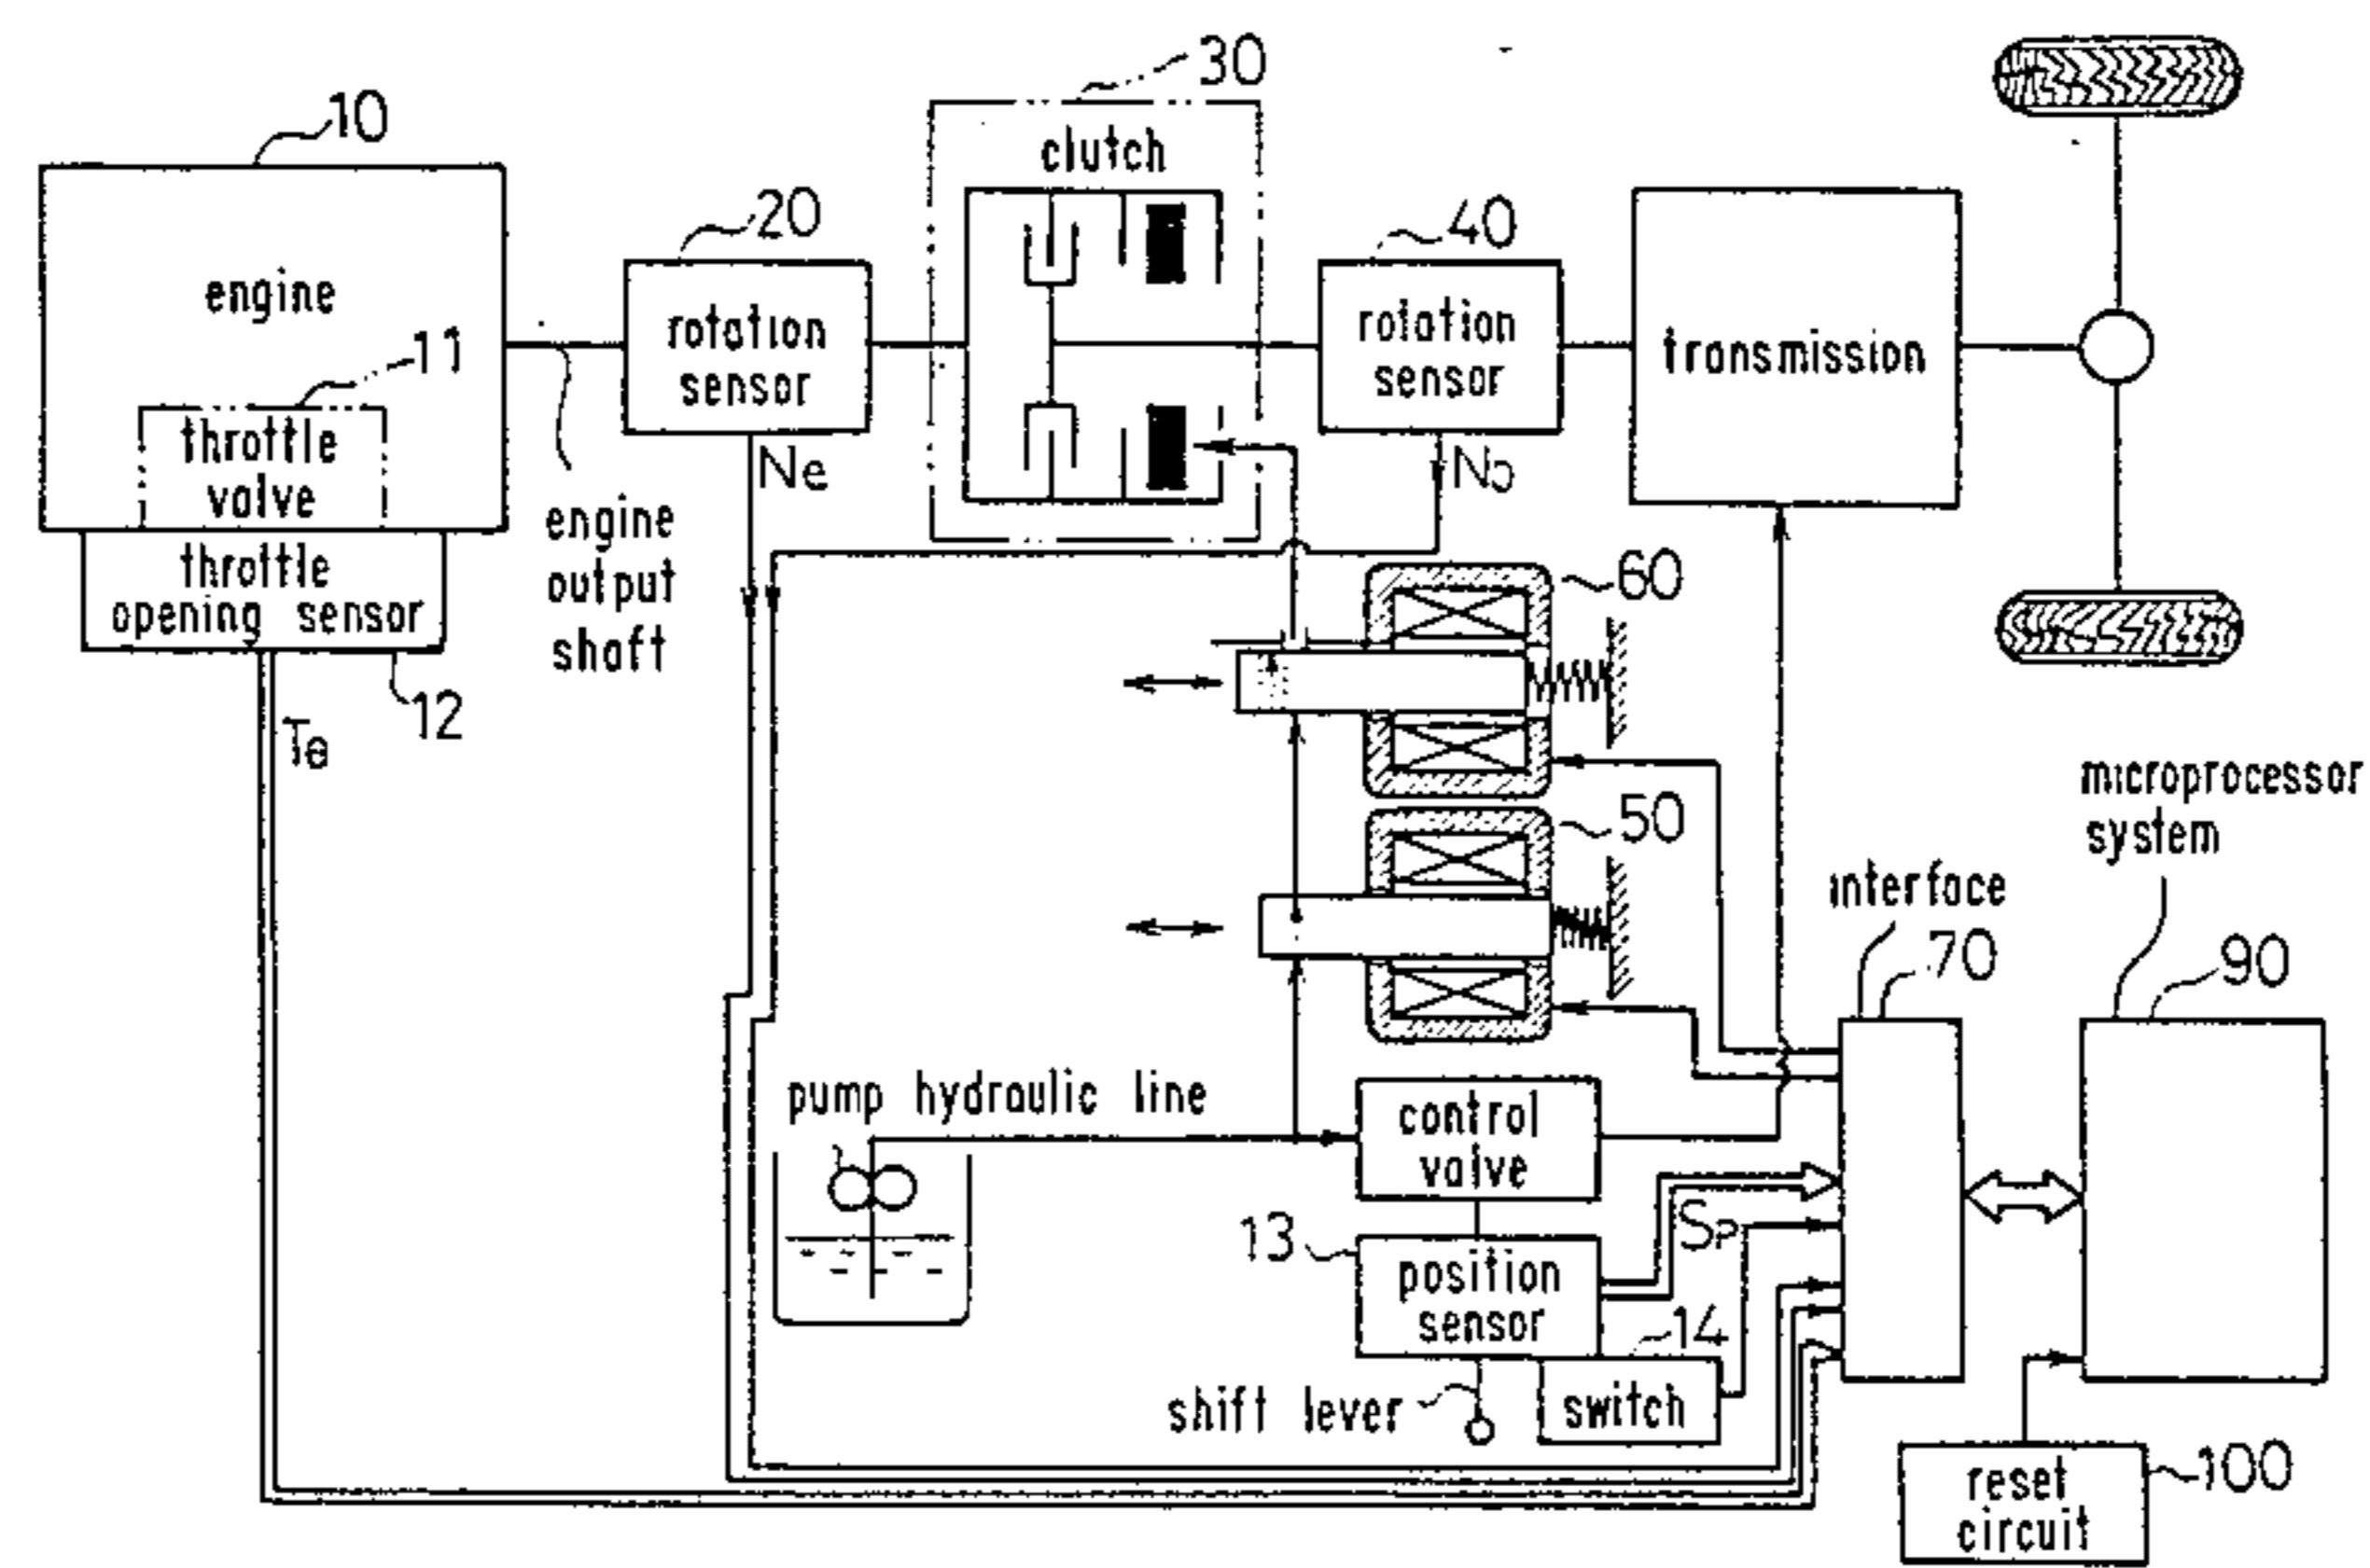 30
10
clutch
20
40
engine
rotation
sensor
rotation
sensor
transmission
11
throttle
valve
Ne
No
engine
output
shaft
throttle
opening sensor
60
12
Te
microprocessor
system
50
interface
70
90
pump hydraulic line
control
valve
Sp
13
position
sensor
14
shift lever
switch
100
reset
circuit